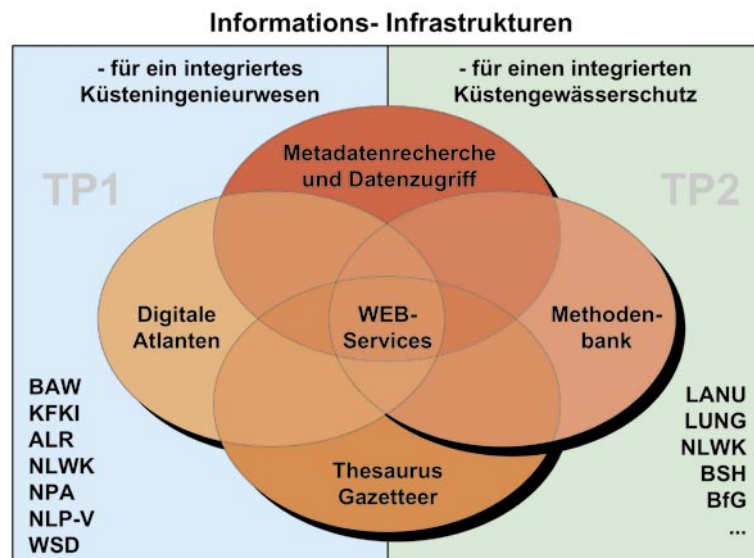 Informations- Infrastrukturen
- für ein integriertes
Küsteningenieurwesen
- für einen integrierten
Küstengewässerschutz
TP1
TP2
Metadatenrecherche
und Datenzugriff
Digitale
Atlanten
WEB-
Services
Methoden-
bank
Thesaurus
Gazetteer
BAW
KFKI
ALR
NLWK
NPA
NLP-V
WSD
LANU
LUNG
NLWK
BSH
BfG
...